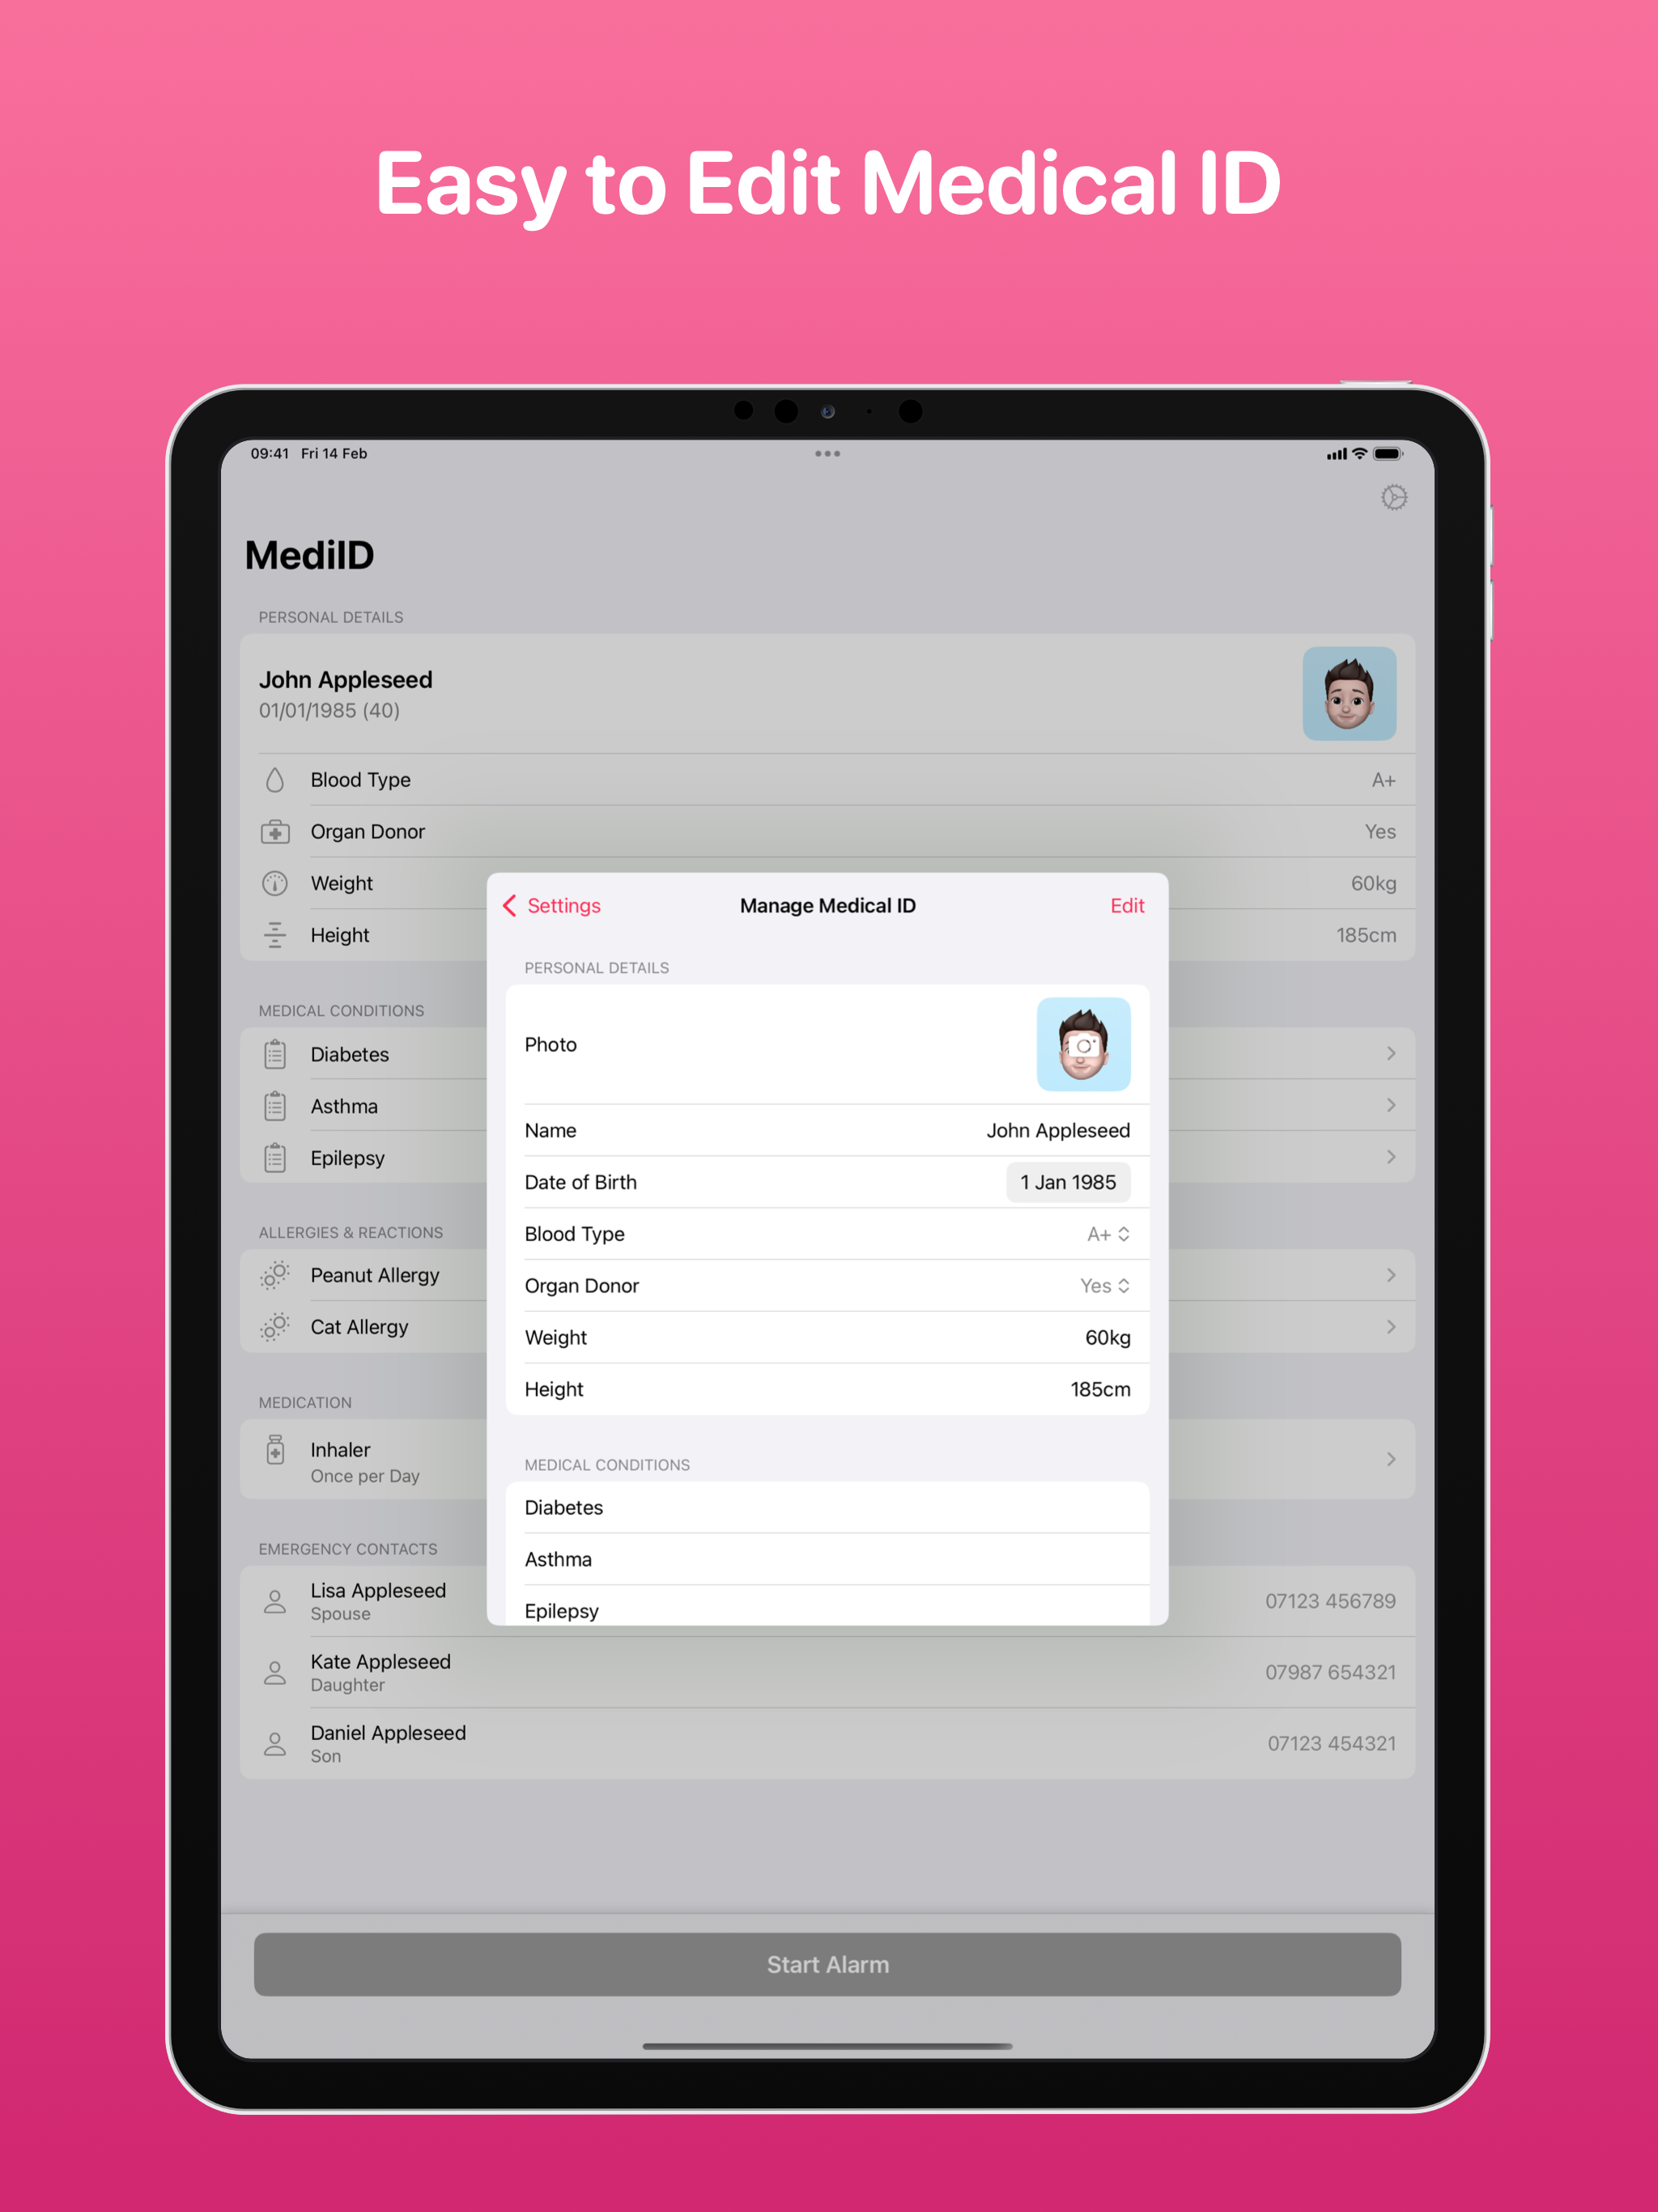 Easy to Edit Medical ID
09:41 Fri 14 Feb
MediID
PERSONAL DETAILS
John Appleseed
01/01/1985 (40)
Blood Type A+
Organ Donor Yes
Weight 60kg
Height 185cm
MEDICAL CONDITIONS
Diabetes
Asthma
Epilepsy
ALLERGIES & REACTIONS
Peanut Allergy
Cat Allergy
MEDICATION
Inhaler
Once per Day
EMERGENCY CONTACTS
Lisa Appleseed
Spouse
07123 456789
Kate Appleseed
Daughter
07987 654321
Daniel Appleseed
Son
07123 454321
Start Alarm
Settings Manage Medical ID Edit
PERSONAL DETAILS
Photo
Name John Appleseed
Date of Birth 1 Jan 1985
Blood Type A+
Organ Donor Yes
Weight 60kg
Height 185cm
MEDICAL CONDITIONS
Diabetes
Asthma
Epilepsy